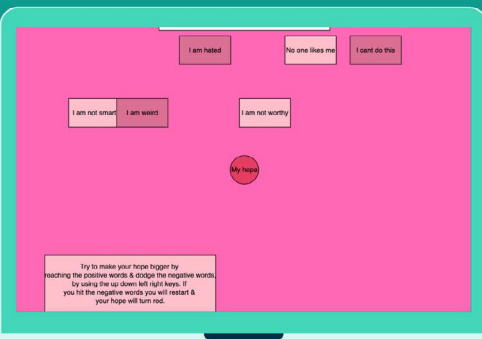 I am hated
No one likes me
I cant do this
I am not smart
I am weird
I am not worthy
My hope
Try to make your hope bigger by
reaching the positive words & dodge the negative words,
by using the up down left right keys. If
you hit the negative words you will restart &
your hope will turn red.